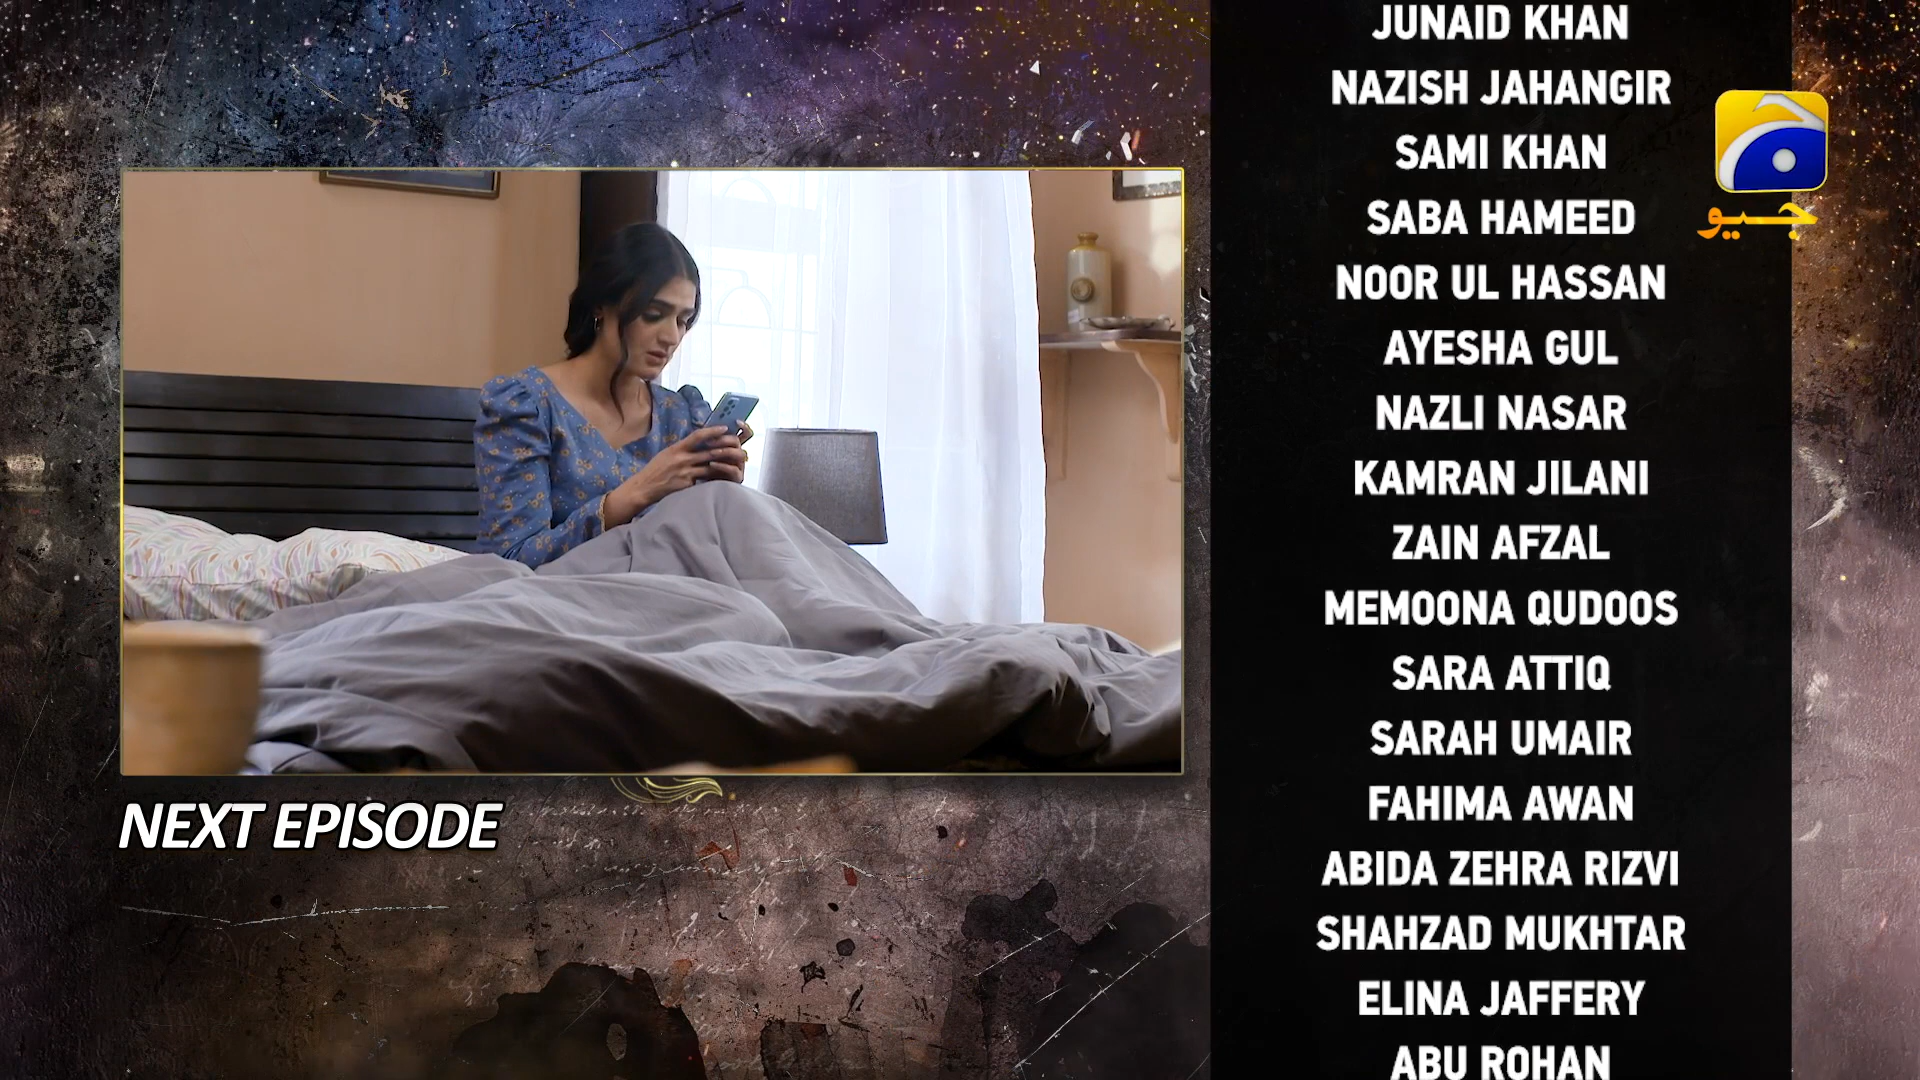 JUNAID KHAN
NAZISH JAHANGIR
SAMI KHAN
SABA HAMEED
NOOR UL HASSAN
AYESHA GUL
NAZLI NASAR
KAMRAN JILANI
ZAIN AFZAL
MEMOONA QUDOOS
SARA ATTIQ
SARAH UMAIR
FAHIMA AWAN
ABIDA ZEHRA RIZVI
SHAHZAD MUKHTAR
ELINA JAFFERY
ABU ROHAN
جیو
NEXT EPISODE